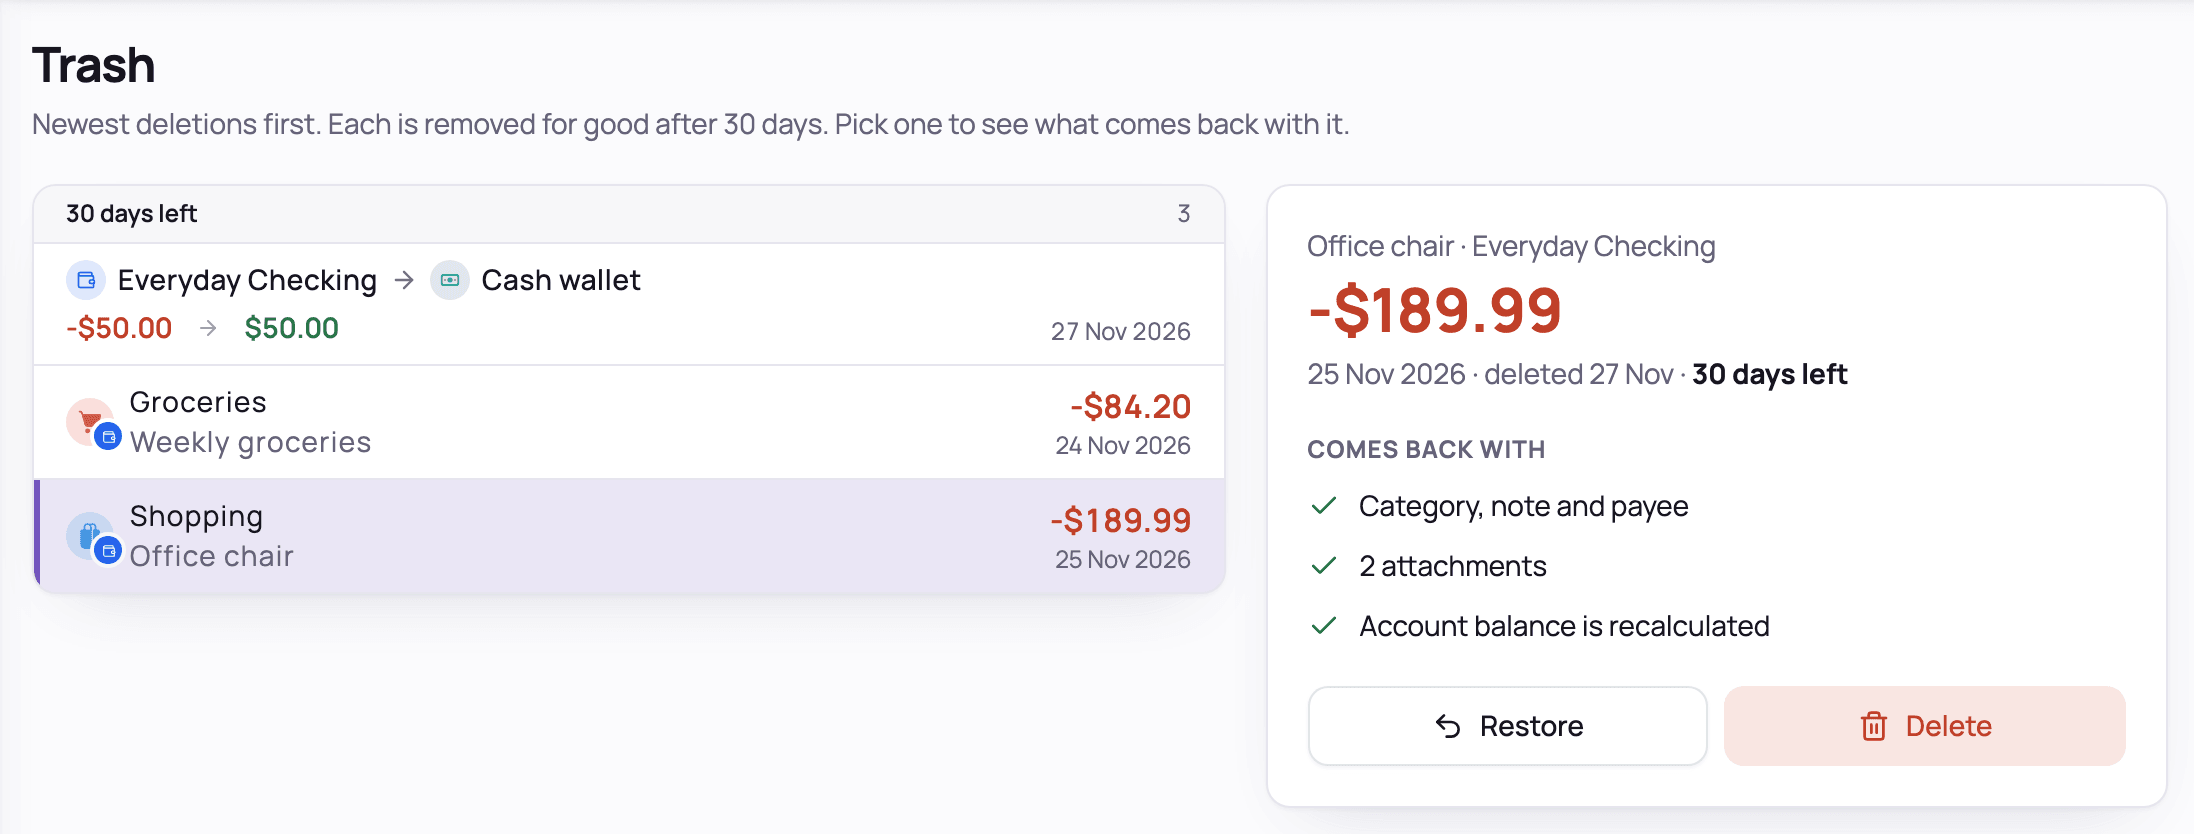 Trash
Newest deletions first. Each is removed for good after 30 days. Pick one to see what comes back with it.
30 days left 3
Everyday Checking → Cash wallet
-$50.00 → $50.00 27 Nov 2026
Groceries -$84.20
Weekly groceries 24 Nov 2026
Shopping -$189.99
Office chair 25 Nov 2026
Office chair · Everyday Checking
-$189.99
25 Nov 2026 · deleted 27 Nov · 30 days left
COMES BACK WITH
Category, note and payee
2 attachments
Account balance is recalculated
Restore Delete